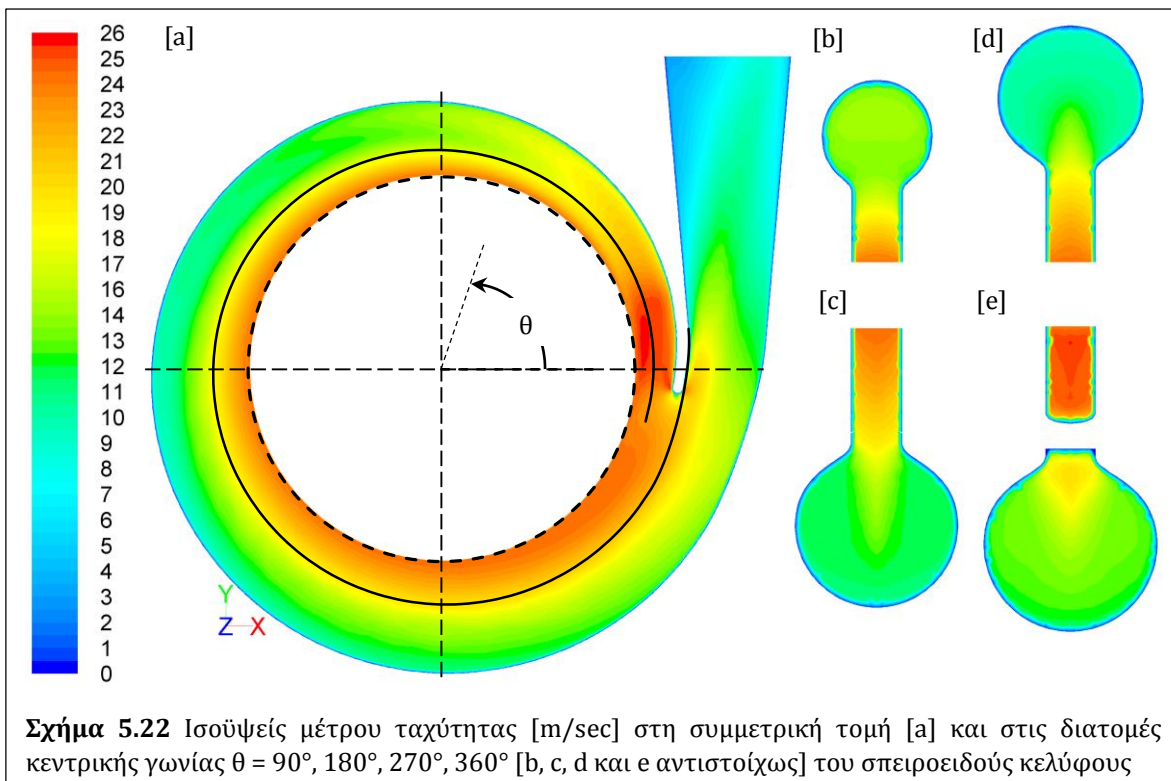 [a]
[b]
[d]
[c]
[e]
26
25
24
22
21
20
19
18
17
16
14
13
12
11
10
9
8
7
6
5
4
3
2
1
0
θ
Y
Z X
Σχήμα 5.22 Ισοϋψείς μέτρου ταχύτητας [m/sec] στη συμμετρική τομή [a] και στις διατομές
κεντρικής γωνίας θ = 90°, 180°, 270°, 360° [b, c, d και e αντιστοίχως] του σπειροειδούς κελύφους